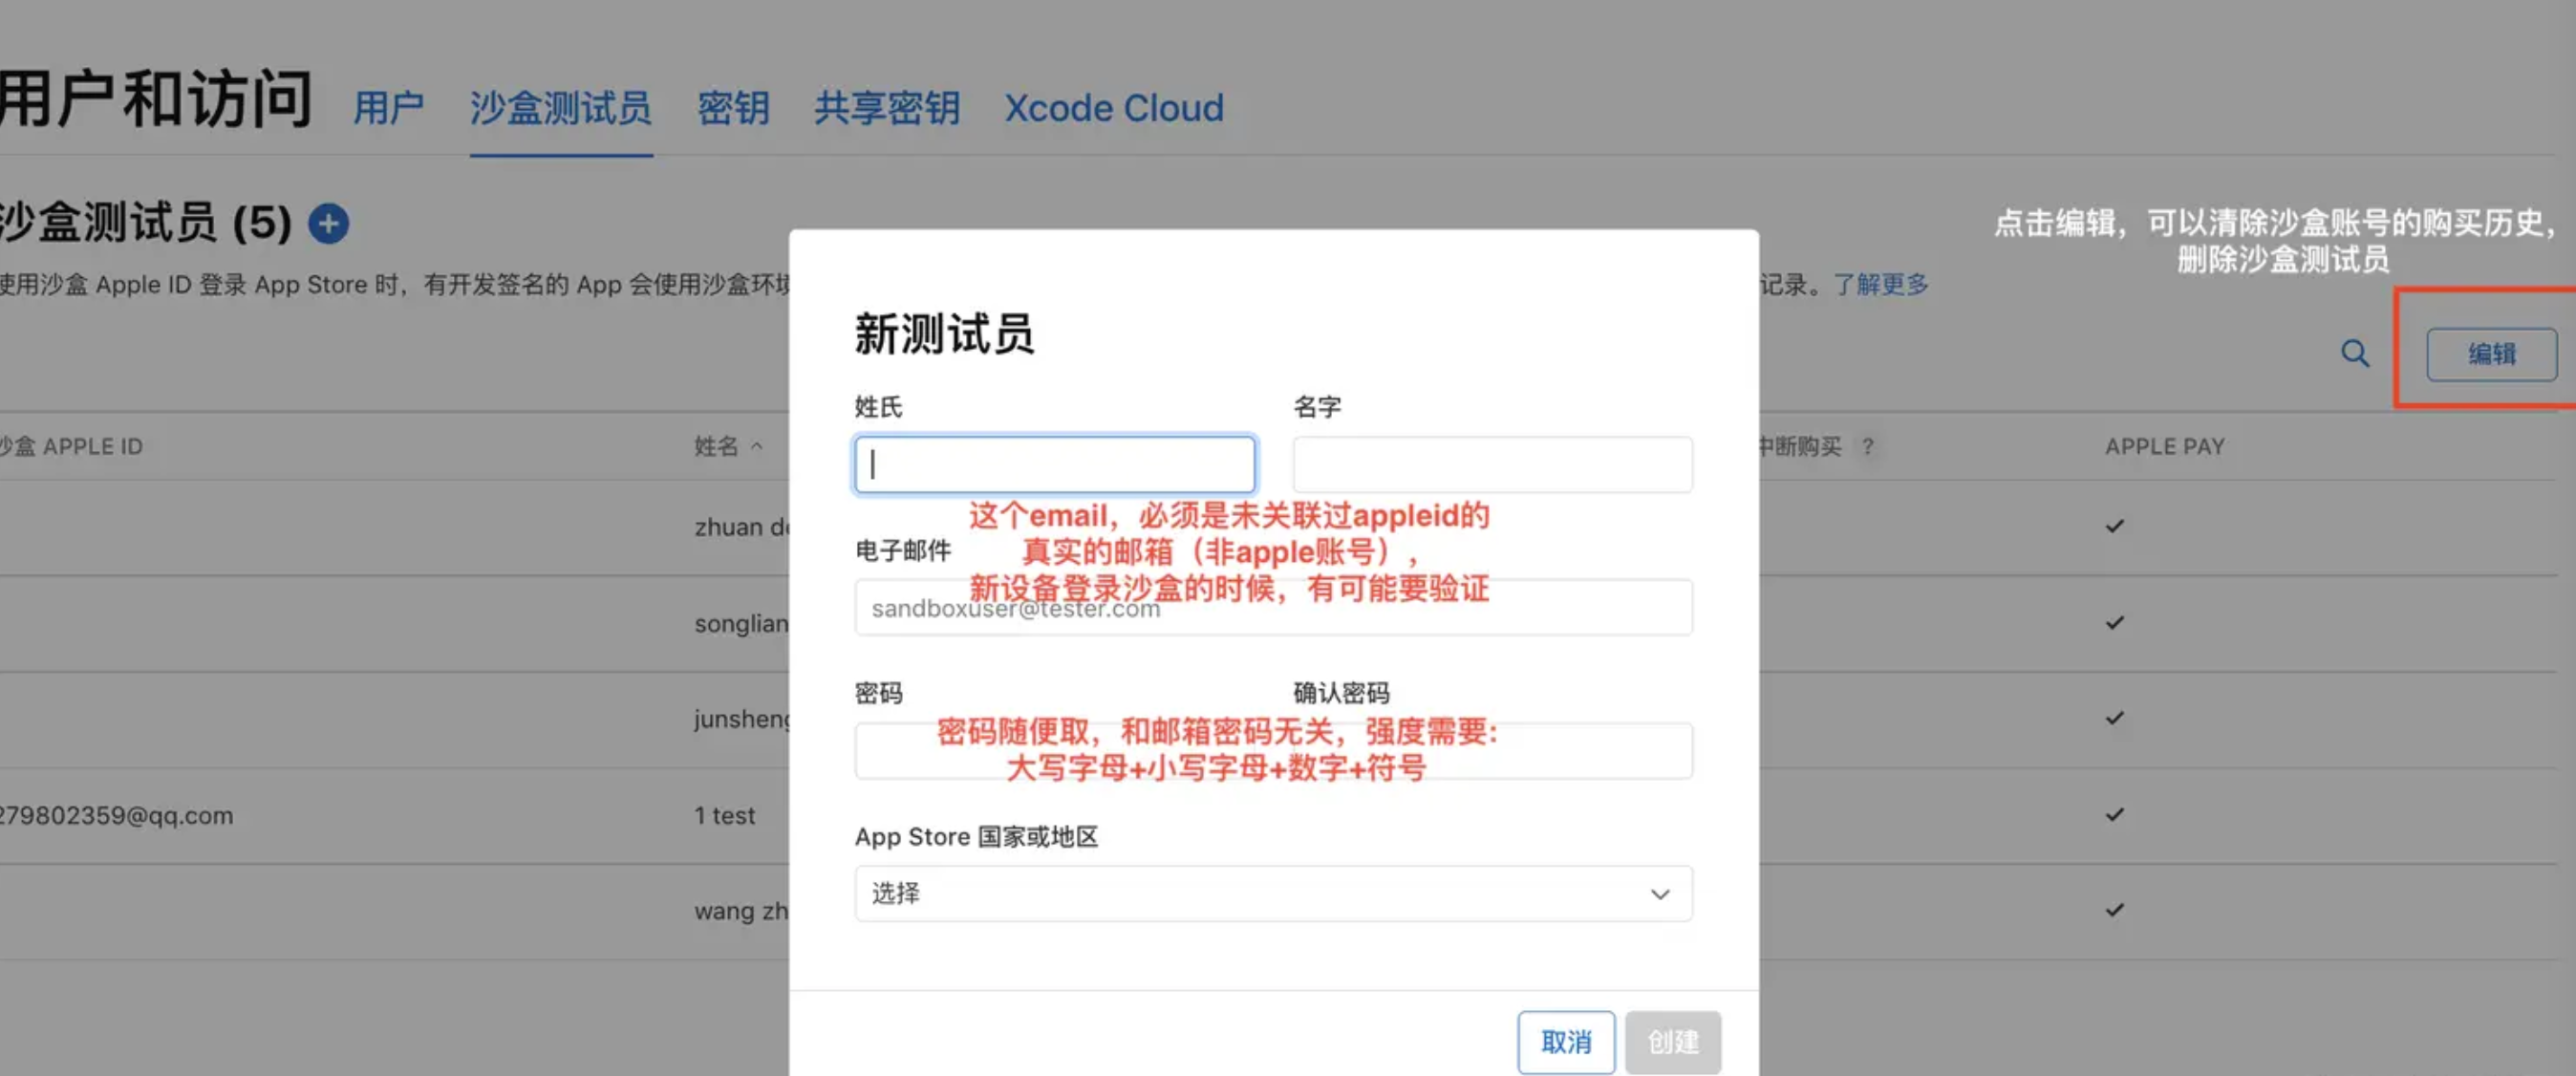 用户和访问 用户 沙盒测试员 密钥 共享密钥 Xcode Cloud
沙盒测试员 (5)
点击编辑，可以清除沙盒账号的购买历史，
删除沙盒测试员
使用沙盒 Apple ID 登录 App Store 时，有开发签名的 App 会使用沙盒环境
记录。了解更多
编辑
沙盒 APPLE ID 姓名
中断购买 ? APPLE PAY
zhuan
songlian
junsheng
279802359@qq.com 1 test
wang zh
新测试员
姓氏 名字
这个email，必须是未关联过appleid的
真实的邮箱（非apple账号），
新设备登录沙盒的时候，有可能要验证
电子邮件
sandboxuser@tester.com
密码 确认密码
密码随便取，和邮箱密码无关，强度需要:
大写字母+小写字母+数字+符号
App Store 国家或地区
选择
取消 创建